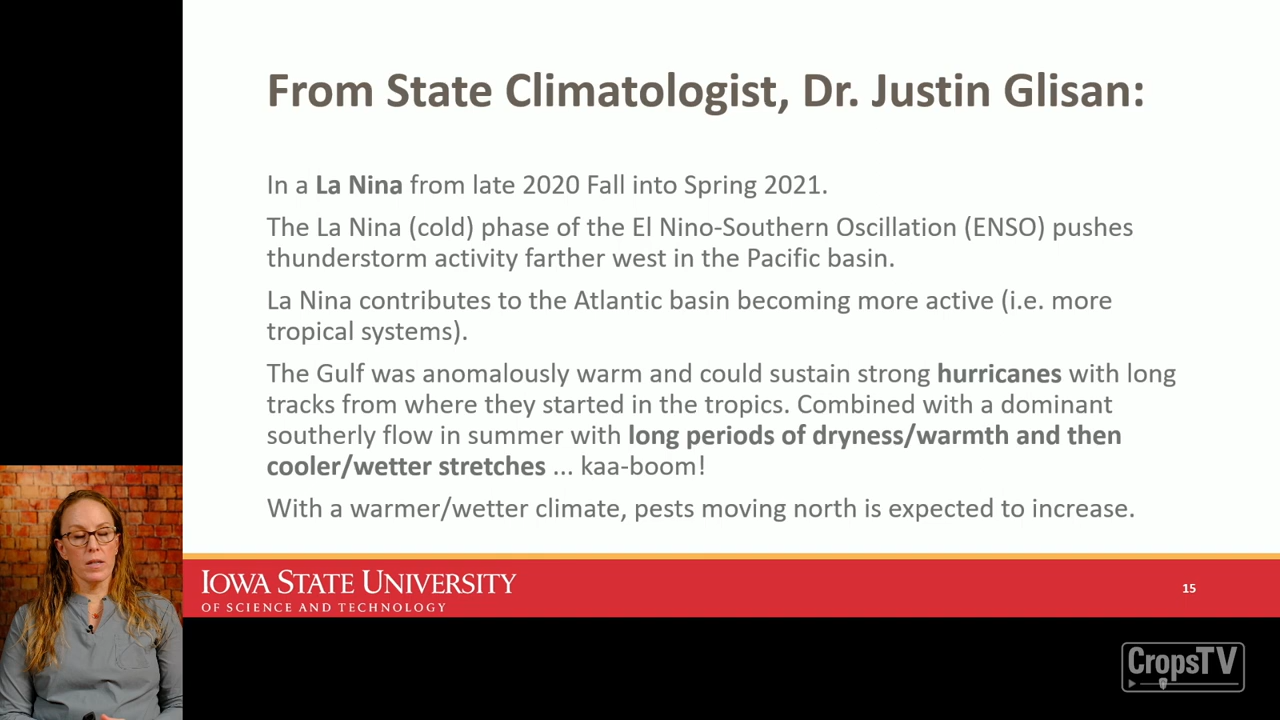 From State Climatologist, Dr. Justin Glisan:
In a La Nina from late 2020 Fall into Spring 2021.
The La Nina (cold) phase of the El Nino-Southern Oscillation (ENSO) pushes
thunderstorm activity farther west in the Pacific basin.
La Nina contributes to the Atlantic basin becoming more active (i.e. more
tropical systems).
The Gulf was anomalously warm and could sustain strong hurricanes with long
tracks from where they started in the tropics. Combined with a dominant
southerly flow in summer with long periods of dryness/warmth and then
cooler/wetter stretches ... kaa-boom!
With a warmer/wetter climate, pests moving north is expected to increase.
IOWA STATE UNIVERSITY
OF SCIENCE AND TECHNOLOGY
15
CropsTV